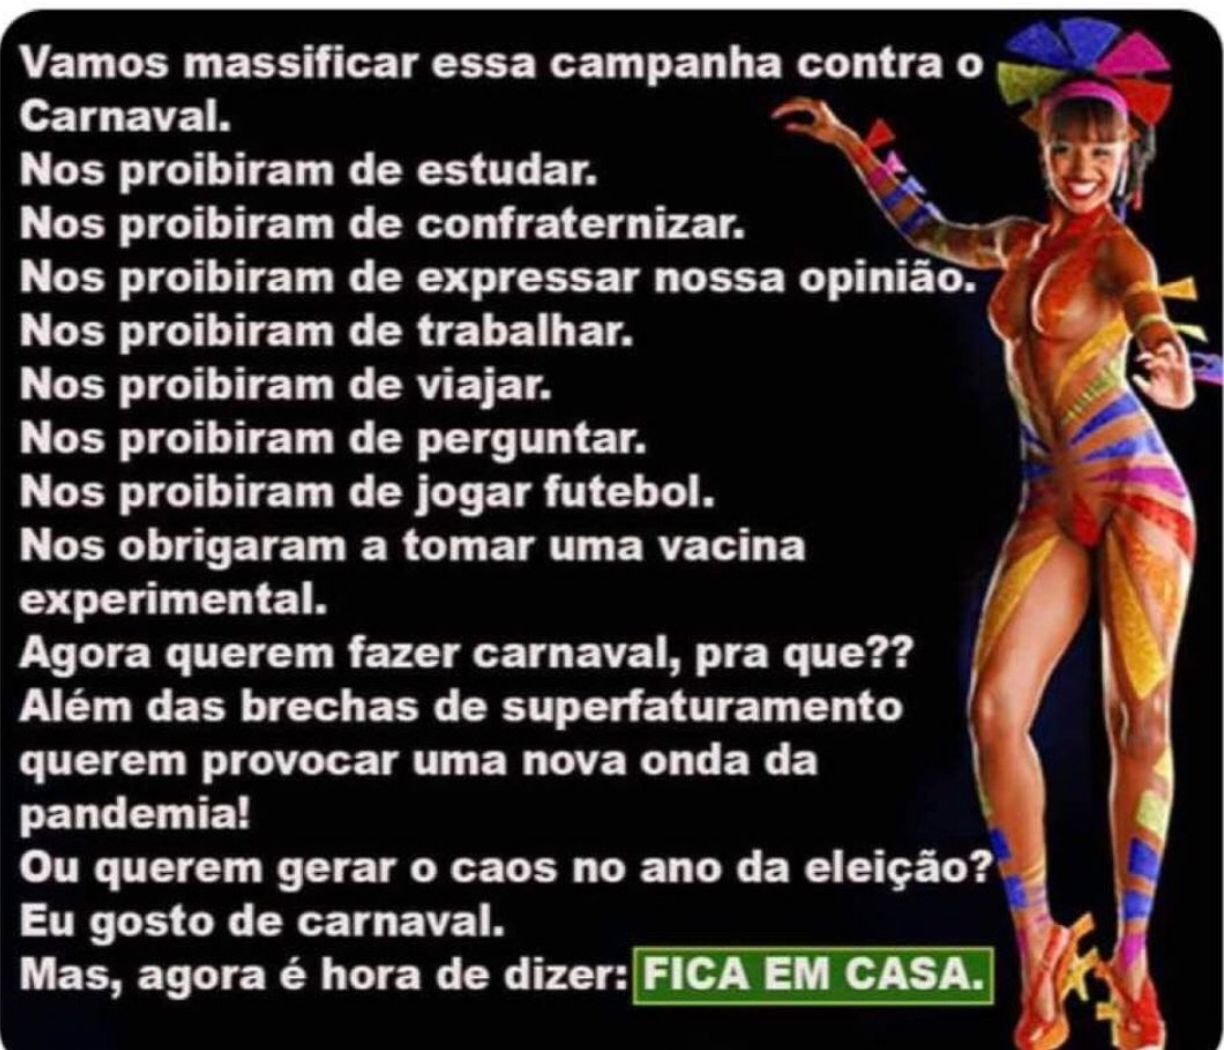 Vamos massificar essa campanha contra o
Carnaval.
Nos proibiram de estudar.
Nos proibiram de confraternizar.
Nos proibiram de expressar nossa opinião.
Nos proibiram de trabalhar.
Nos proibiram de viajar.
Nos proibiram de perguntar.
Nos proibiram de jogar futebol.
Nos obrigaram a tomar uma vacina
experimental.
Agora querem fazer carnaval, pra que??
Além das brechas de superfaturamento
querem provocar uma nova onda da
pandemia!
Ou querem gerar o caos no ano da eleição?
Eu gosto de carnaval.
Mas, agora é hora de dizer: FICA EM CASA.